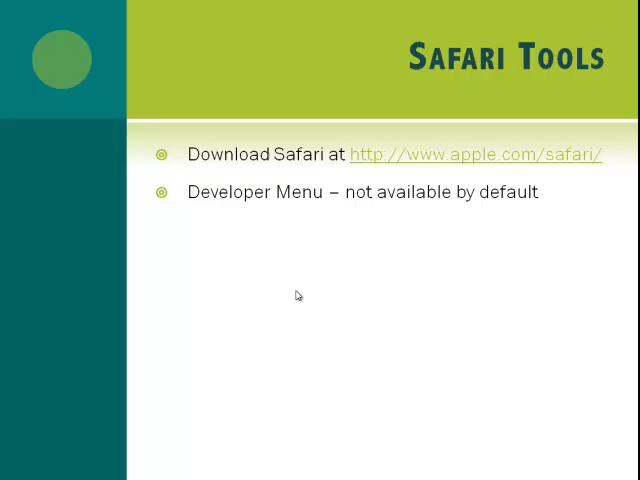 SAFARI TOOLS
Download Safari at http://www.apple.com/safari/
Developer Menu – not available by default